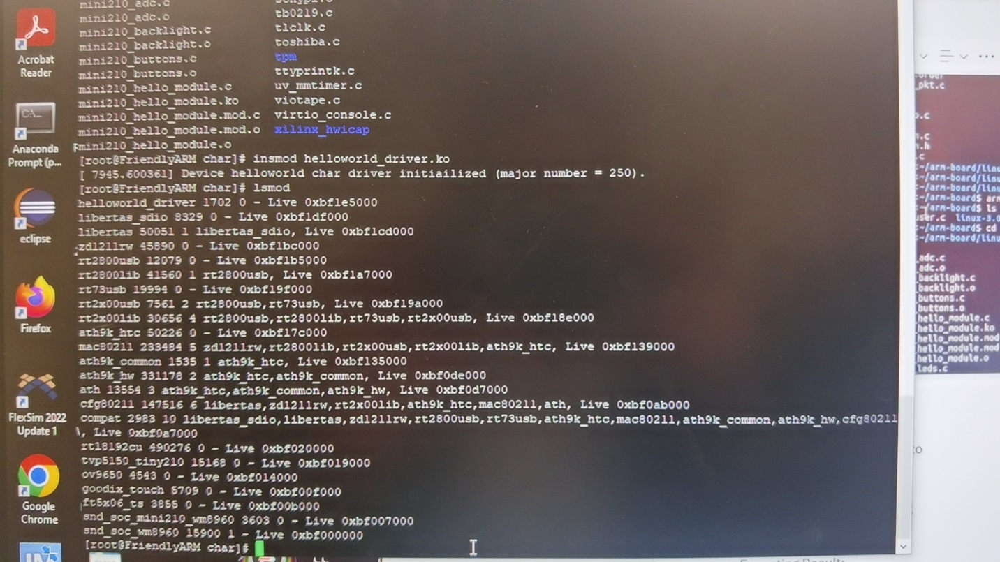 mini210_adc.c
mini210_adc.o tb0219.c
mini210_backlight.c tlclk.c
mini210_backlight.o toshiba.c
mini210_buttons.c tpm
mini210_buttons.o ttyprintk.c
mini210_hello_module.c uv_mmtimer.c
mini210_hello_module.ko viotape.c
mini210_hello_module.mod.c virtio_console.c
mini210_hello_module.mod.o xilinx_hwicap
mini210_hello_module.o
[root@FriendlyARM char]# insmod helloworld_driver.ko
[ 7945.600361] Device helloworld char driver initiailized (major number = 250).
[root@FriendlyARM char]# lsmod
helloworld_driver 1702 0 - Live 0xbf1e5000
libertas_sdio 8329 0 - Live 0xbf1df000
libertas 50051 1 libertas_sdio, Live 0xbf1cd000
zd1211rw 45890 0 - Live 0xbf1bc000
rt2800usb 12079 0 - Live 0xbf1b5000
rt2800lib 41560 1 rt2800usb, Live 0xbf1a7000
rt73usb 19994 0 - Live 0xbf19f000
rt2x00usb 7561 2 rt2800usb,rt73usb, Live 0xbf19a000
rt2x00lib 30656 4 rt2800usb,rt2800lib,rt73usb,rt2x00usb, Live 0xbf18e000
ath9k_htc 50226 0 - Live 0xbf17c000
mac80211 233484 5 zd1211rw,rt2800lib,rt2x00usb,rt2x00lib,ath9k_htc, Live 0xbf139000
ath9k_common 1535 1 ath9k_htc, Live 0xbf135000
ath9k_hw 331178 2 ath9k_htc,ath9k_common, Live 0xbf0de000
ath 13554 3 ath9k_htc,ath9k_common,ath9k_hw, Live 0xbf0d7000
cfg80211 147516 6 libertas,zd1211rw,rt2x00lib,ath9k_htc,mac80211,ath, Live 0xbf0ab000
compat 2983 10 libertas_sdio,libertas,zd1211rw,rt2800usb,rt73usb,ath9k_htc,mac80211,ath9k_common,ath9k_hw,cfg80211
, Live 0xbf0a7000
rtl8192cu 490276 0 - Live 0xbf020000
tvp5150_tiny210 15168 0 - Live 0xbf019000
ov9650 4543 0 - Live 0xbf014000
goodix_touch 5709 0 - Live 0xbf00f000
ft5x06_ts 3855 0 - Live 0xbf00b000
snd_soc_mini210_wm8960 3603 0 - Live 0xbf007000
snd_soc_wm8960 15900 1 - Live 0xbf000000
[root@FriendlyARM char]#
Acrobat
Reader
C:\_
Anaconda
Prompt (p...
eclipse
Firefox
FlexSim 2022
Update 1
Google
Chrome
_pkt.c
.c
n.c
n.h
.c
:~/arm-board/linu
:~/arm-board/linu
:~/arm-board/linu
:~/arm-board$ arm
:~/arm-board$ ls
user.c linux-3.0
:~/arm-board$ cd
:~/arm-board/linu
_adc.c
_adc.o
_backlight.c
_backlight.o
_buttons.c
_buttons.o
_hello_module.c
_hello_module.ko
_hello_module.mod
_hello_module.mod
_hello_module.o
_leds.c